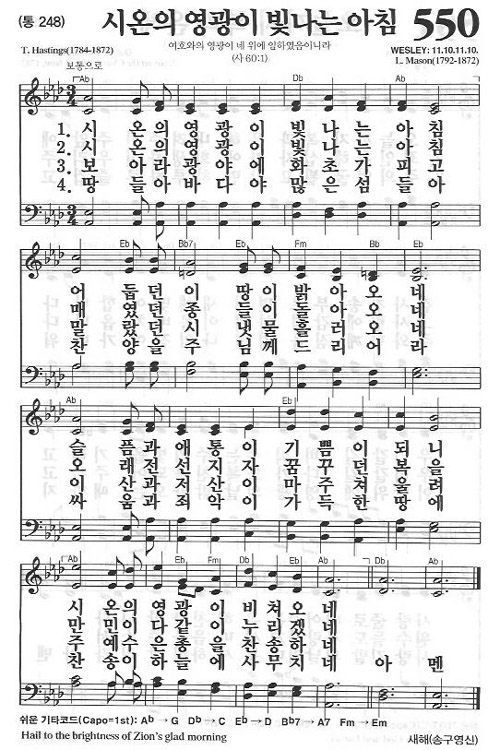 (통 248) 시온의 영광이 빛나는 아침 550
T. Hastings(1784-1872) 여호와의 영광이 네 위에 임하였음이니라 WESLEY: 11.10.11.10.
보통으로 (사 60:1) L. Mason(1792-1872)
Ab Db Ab Db Ab
1. 시 온 의 영 광 이 빛 나 는 아 침
2. 시 온 의 영 광 이 빛 나 는 아 침
3. 보 아 라 광 야 에 화 초 가 피 고
4. 땅 들 아 바 다 야 많 은 섬 들 아
Eb Bb7 Eb Fm Bb Eb
어 둡 던 이 땅 이 밝 아 오 네
매 였 던 종 들 이 돌 아 오 네
말 랐 던 시 냇 물 흘 러 오 네
찬 양 을 주 님 께 드 리 어 라
Ab Eb Ab
슬 픔 과 애 통 이 기 쁨 이 되 니
오 래 전 선 지 자 꿈 꾸 던 복 을
이 산 과 저 산 이 마 주 쳐 울 려
싸 움 과 죄 악 이 가 득 한 땅 에
Ab Db Ab Eb Ab Eb Ab Db Ab
시 온 의 영 광 이 비 쳐 오 네
만 민 이 다 같 이 누 리 겠 네
주 예 수 은 총 을 찬 송 하 네
찬 송 이 하 늘 에 사 무 치 네 아 멘
쉬운 기타코드(Capo=1st): Ab → G Db → C Eb → D Bb7 → A7 Fm → Em
Hail to the brightness of Zion's glad morning 새해(송구영신)